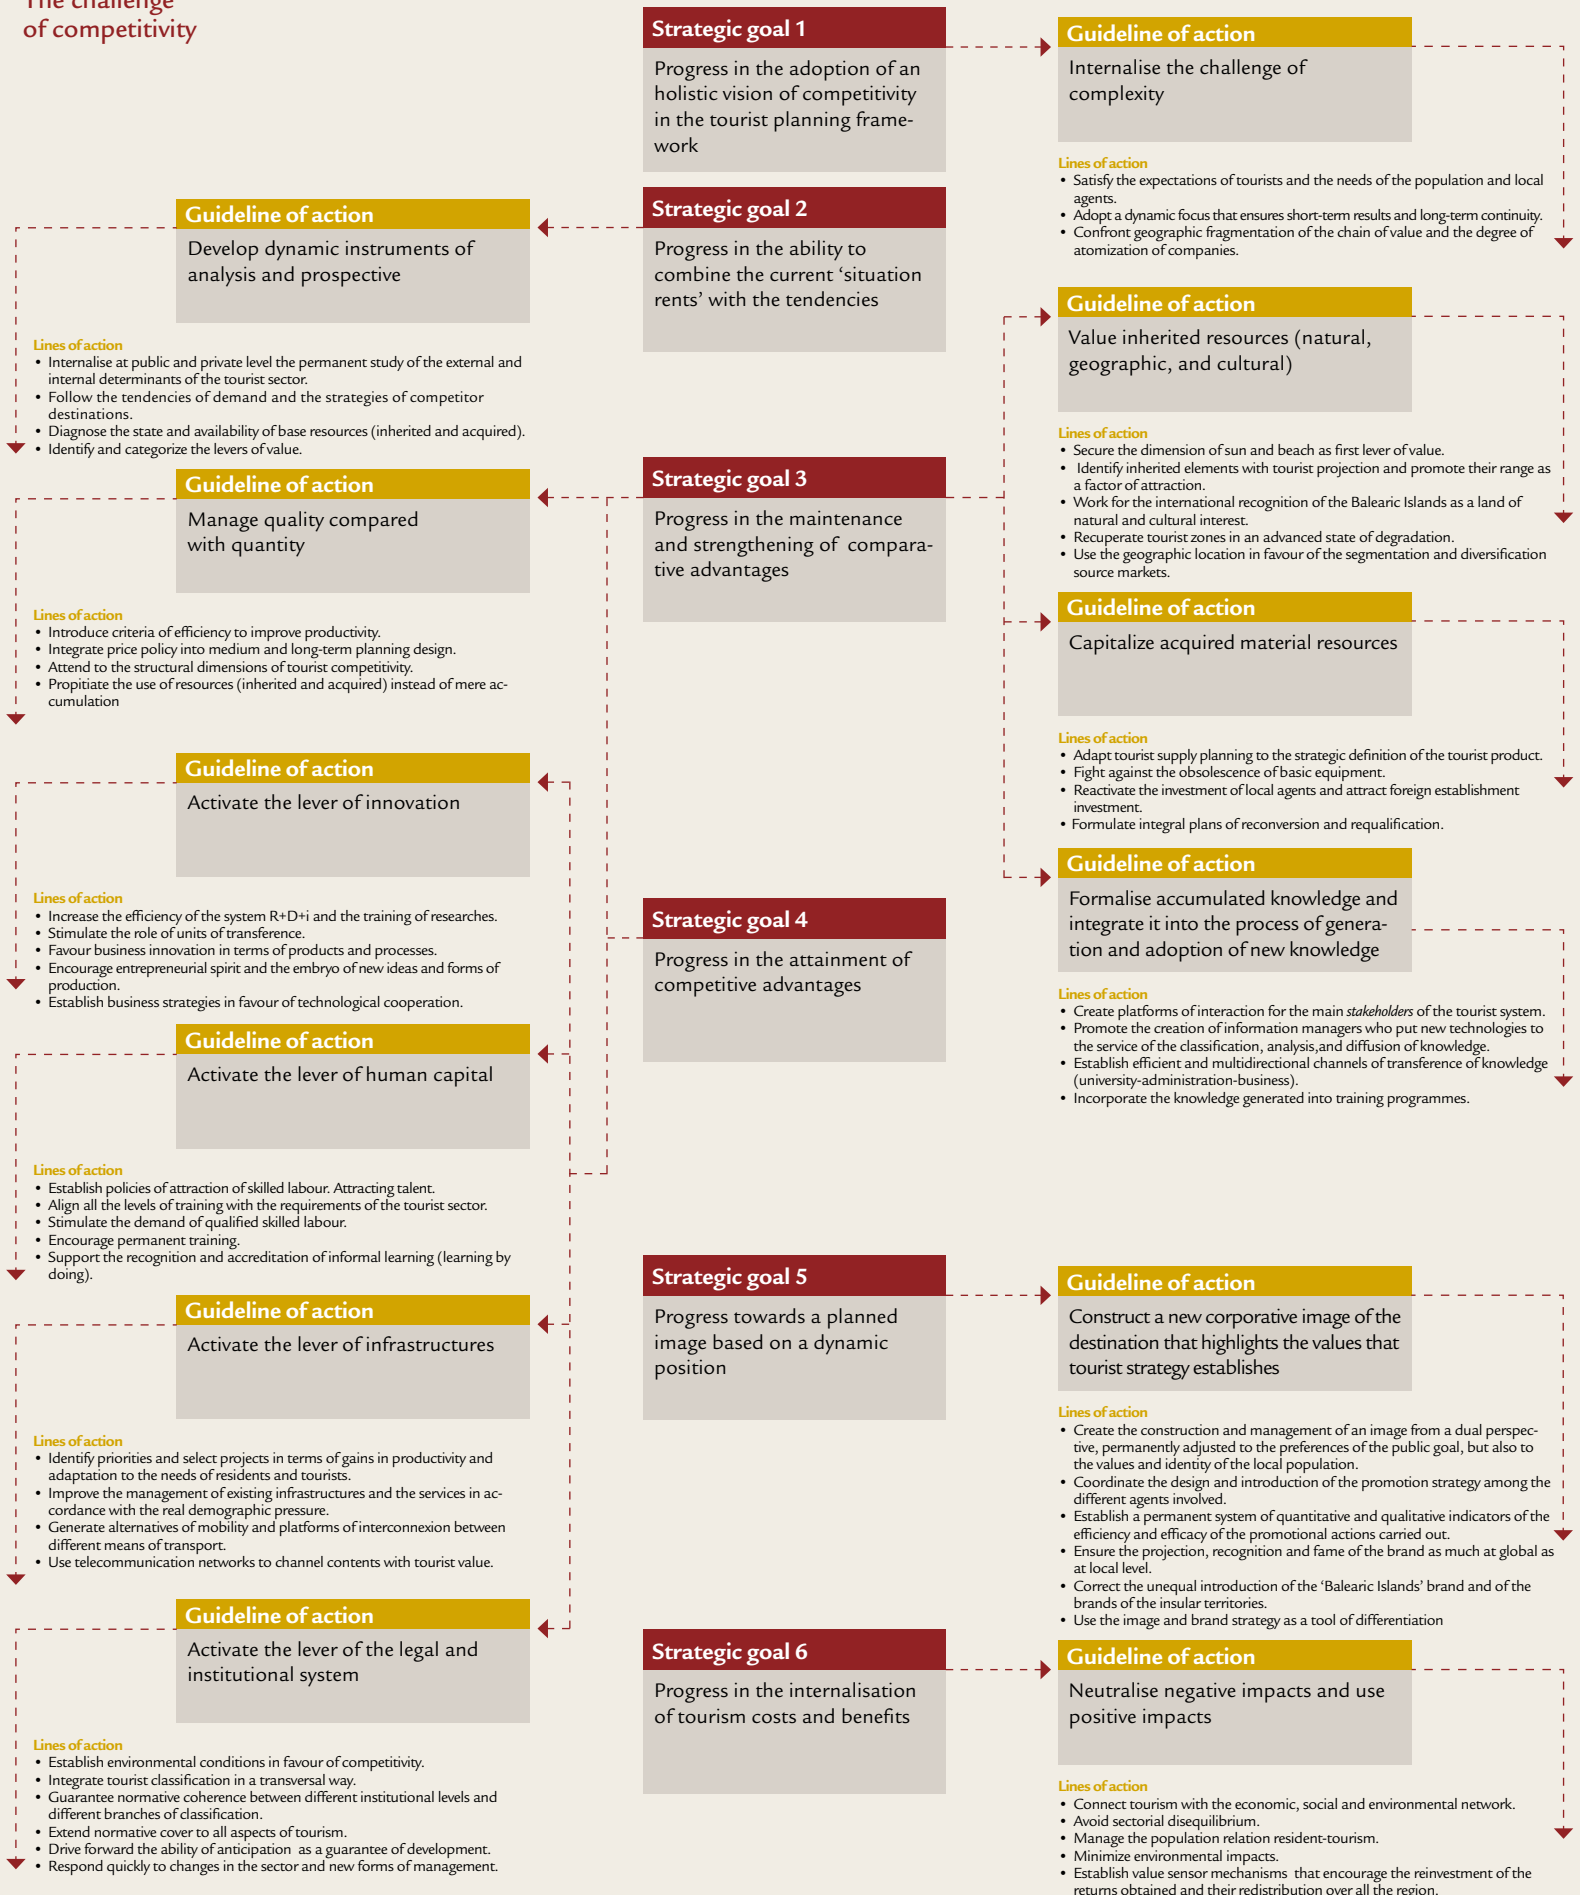 The challenge
of competitivity
Strategic goal 1
Progress in the adoption of an
holistic vision of competitivity
in the tourist planning frame-
work
Guideline of action
Internalise the challenge of
complexity
Lines of action
• Satisfy the expectations of tourists and the needs of the population and local
agents.
• Adopt a dynamic focus that ensures short-term results and long-term continuity.
• Confront geographic fragmentation of the chain of value and the degree of
atomization of companies.
Strategic goal 2
Progress in the ability to
combine the current ‘situation
rents’ with the tendencies
Guideline of action
Develop dynamic instruments of
analysis and prospective
Lines of action
• Internalise at public and private level the permanent study of the external and
internal determinants of the tourist sector.
• Follow the tendencies of demand and the strategies of competitor
destinations.
• Diagnose the state and availability of base resources (inherited and acquired).
• Identify and categorize the levers of value.
Strategic goal 3
Progress in the maintenance
and strengthening of compara-
tive advantages
Guideline of action
Value inherited resources (natural,
geographic, and cultural)
Lines of action
• Secure the dimension of sun and beach as first lever of value.
• Identify inherited elements with tourist projection and promote their range as
a factor of attraction.
• Work for the international recognition of the Balearic Islands as a land of
natural and cultural interest.
• Recuperate tourist zones in an advanced state of degradation.
• Use the geographic location in favour of the segmentation and diversification
source markets.
Guideline of action
Capitalize acquired material resources
Lines of action
• Adapt tourist supply planning to the strategic definition of the tourist product.
• Fight against the obsolescence of basic equipment.
• Reactivate the investment of local agents and attract foreign establishment
investment.
• Formulate integral plans of reconversion and requalification.
Guideline of action
Formalise accumulated knowledge and
integrate it into the process of genera-
tion and adoption of new knowledge
Lines of action
• Create platforms of interaction for the main stakeholders of the tourist system.
• Promote the creation of information managers who put new technologies to
the service of the classification, analysis,and diffusion of knowledge.
• Establish efficient and multidirectional channels of transference of knowledge
(university-administration-business).
• Incorporate the knowledge generated into training programmes.
Guideline of action
Manage quality compared
with quantity
Lines of action
• Introduce criteria of efficiency to improve productivity.
• Integrate price policy into medium and long-term planning design.
• Attend to the structural dimensions of tourist competitivity.
• Propitiate the use of resources (inherited and acquired) instead of mere ac-
cumulation
Strategic goal 4
Progress in the attainment of
competitive advantages
Guideline of action
Activate the lever of innovation
Lines of action
• Increase the efficiency of the system R+D+i and the training of researches.
• Stimulate the role of units of transference.
• Favour business innovation in terms of products and processes.
• Encourage entrepreneurial spirit and the embryo of new ideas and forms of
production.
• Establish business strategies in favour of technological cooperation.
Guideline of action
Activate the lever of human capital
Lines of action
• Establish policies of attraction of skilled labour. Attracting talent.
• Align all the levels of training with the requirements of the tourist sector.
• Stimulate the demand of qualified skilled labour.
• Encourage permanent training.
• Support the recognition and accreditation of informal learning (learning by
doing).
Guideline of action
Activate the lever of infrastructures
Lines of action
• Identify priorities and select projects in terms of gains in productivity and
adaptation to the needs of residents and tourists.
• Improve the management of existing infrastructures and the services in ac-
cordance with the real demographic pressure.
• Generate alternatives of mobility and platforms of interconnexion between
different means of transport.
• Use telecommunication networks to channel contents with tourist value.
Guideline of action
Activate the lever of the legal and
institutional system
Lines of action
• Establish environmental conditions in favour of competitivity.
• Integrate tourist classification in a transversal way.
• Guarantee normative coherence between different institutional levels and
different branches of classification.
• Extend normative cover to all aspects of tourism.
• Drive forward the ability of anticipation as a guarantee of development.
• Respond quickly to changes in the sector and new forms of management.
Strategic goal 5
Progress towards a planned
image based on a dynamic
position
Guideline of action
Construct a new corporative image of the
destination that highlights the values that
tourist strategy establishes
Lines of action
• Create the construction and management of an image from a dual perspec-
tive, permanently adjusted to the preferences of the public goal, but also to
the values and identity of the local population.
• Coordinate the design and introduction of the promotion strategy among the
different agents involved.
• Establish a permanent system of quantitative and qualitative indicators of the
efficiency and efficacy of the promotional actions carried out.
• Ensure the projection, recognition and fame of the brand as much at global as
at local level.
• Correct the unequal introduction of the ‘Balearic Islands’ brand and of the
brands of the insular territories.
• Use the image and brand strategy as a tool of differentiation
Strategic goal 6
Progress in the internalisation
of tourism costs and benefits
Guideline of action
Neutralise negative impacts and use
positive impacts
Lines of action
• Connect tourism with the economic, social and environmental network.
• Avoid sectorial disequilibrium.
• Manage the population relation resident-tourism.
• Minimize environmental impacts.
• Establish value sensor mechanisms that encourage the reinvestment of the
returns obtained and their redistribution over all the region.